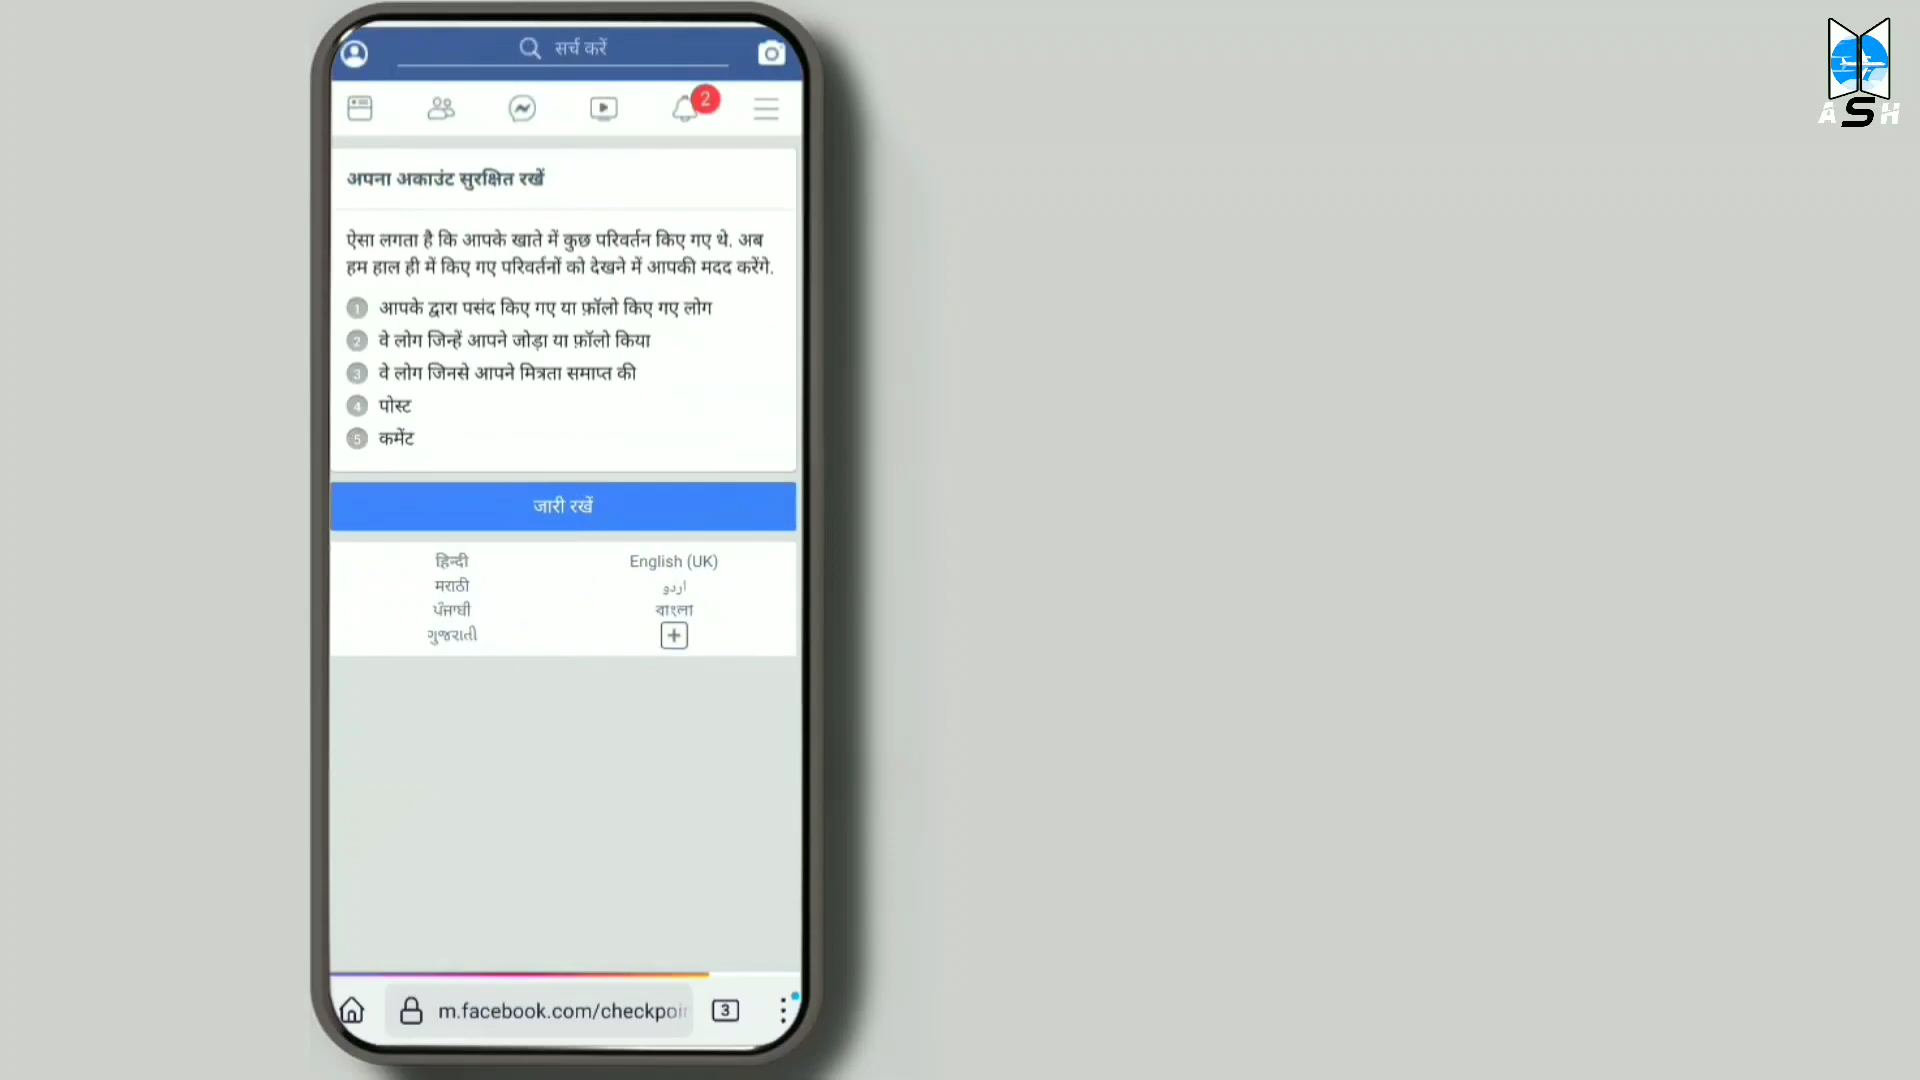 सर्च करें
2
अपना अकाउंट सुरक्षित रखें
ऐसा लगता है कि आपके खाते में कुछ परिवर्तन किए गए थे. अब
हम हाल ही में किए गए परिवर्तनों को देखने में आपकी मदद करेंगे.
1 आपके द्वारा पसंद किए गए या फ़ॉलो किए गए लोग
2 वे लोग जिन्हें आपने जोड़ा या फ़ॉलो किया
3 वे लोग जिनसे आपने मित्रता समाप्त की
4 पोस्ट
5 कमेंट
जारी रखें
हिन्दी English (UK)
मराठी اردو
ਪੰਜਾਬੀ বাংলা
ગુજરાતી
m.facebook.com/checkpoin 3
ASH